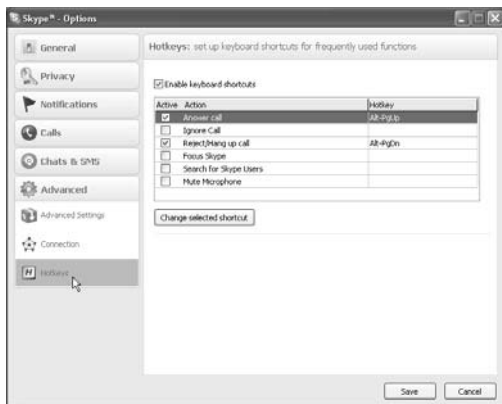 Skype™ - Options
General
Privacy
Notifications
Calls
Chats & SMS
Advanced
Advanced Settings
Connection
Hotkeys
Hotkeys: set up keyboard shortcuts for frequently used functions
Enable keyboard shortcuts
Active Action Hotkey
Answer call Alt-PgUp
Ignore Call
Reject/Hang up call Alt-PgDn
Focus Skype
Search for Skype Users
Mute Microphone
Change selected shortcut
Save Cancel